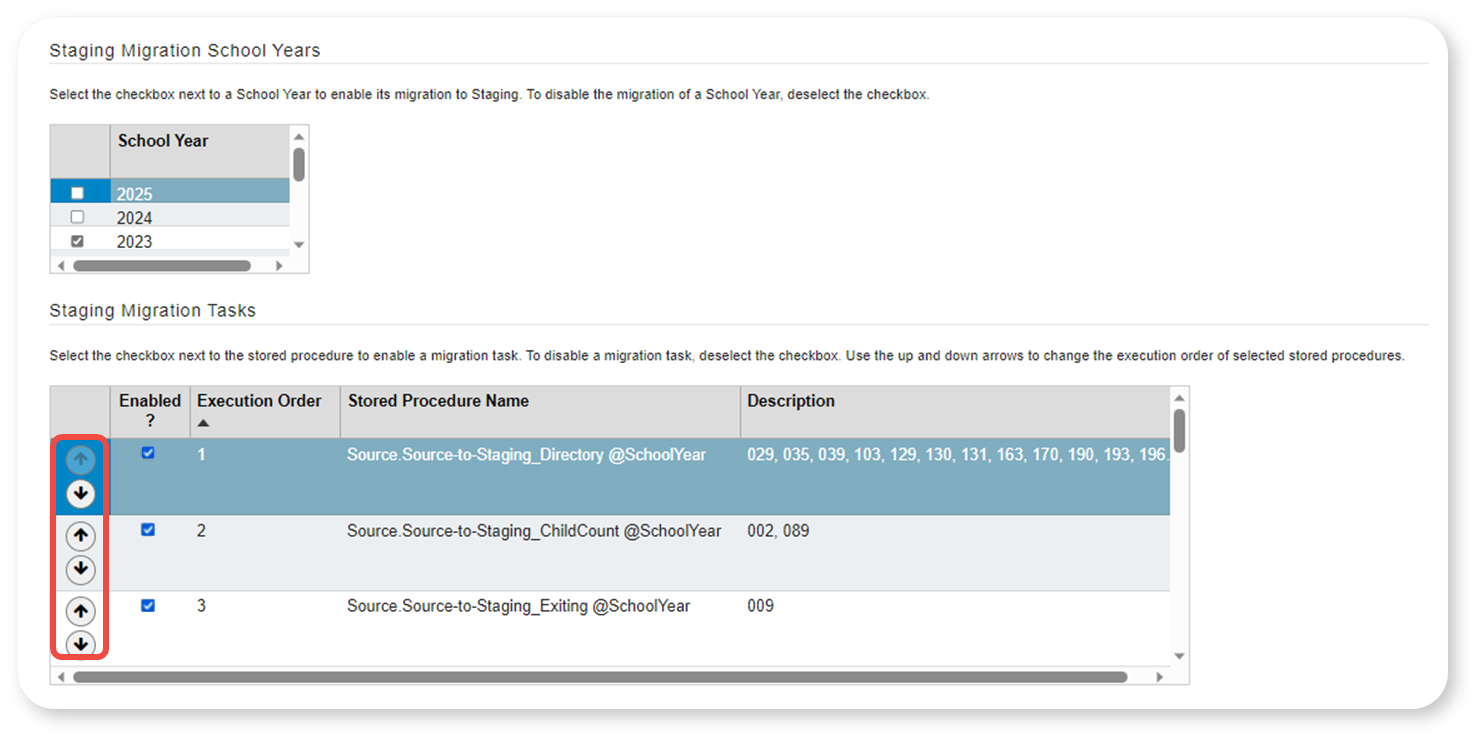 Staging Migration School Years
Select the checkbox next to a School Year to enable its migration to Staging. To disable the migration of a School Year, deselect the checkbox.
School Year
2025
2024
2023
Staging Migration Tasks
Select the checkbox next to the stored procedure to enable a migration task. To disable a migration task, deselect the checkbox. Use the up and down arrows to change the execution order of selected stored procedures.
Enabled ? Execution Order Stored Procedure Name Description
1 Source.Source-to-Staging_Directory @SchoolYear 029, 035, 039, 103, 129, 130, 131, 163, 170, 190, 193, 196.
2 Source.Source-to-Staging_ChildCount @SchoolYear 002, 089
3 Source.Source-to-Staging_Exiting @SchoolYear 009